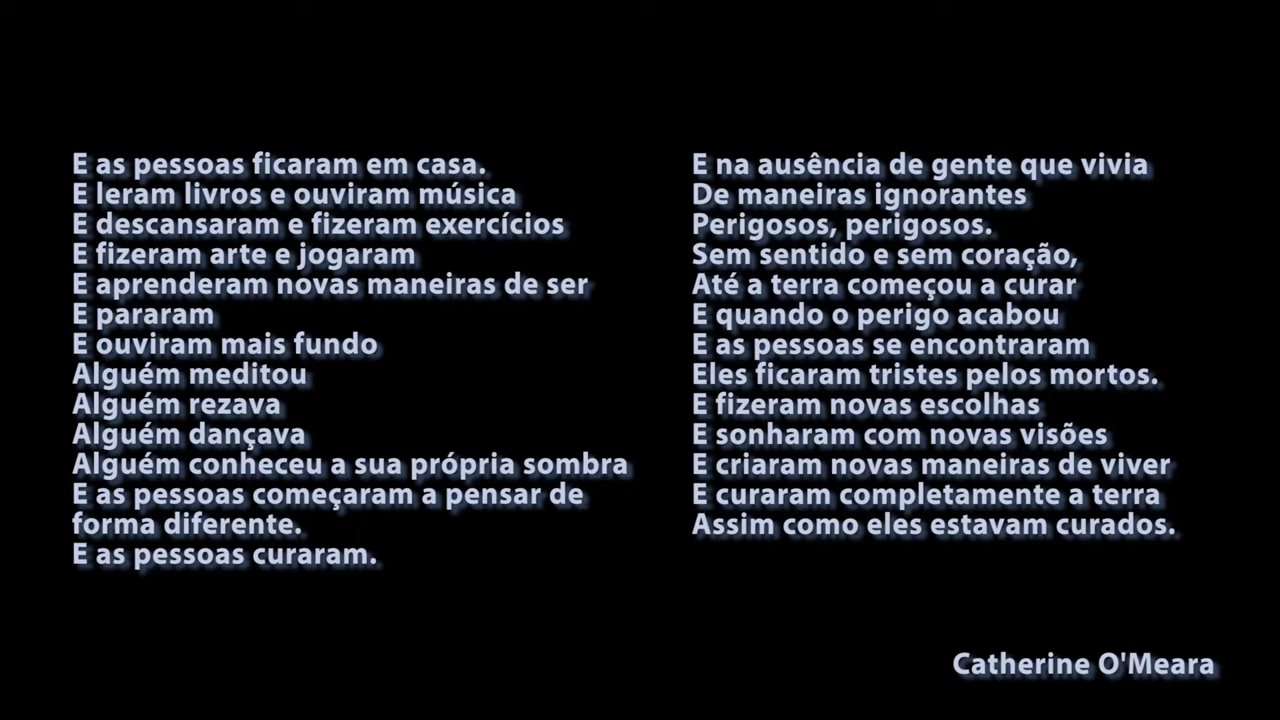 E as pessoas ficaram em casa.
E leram livros e ouviram música
E descansaram e fizeram exercícios
E fizeram arte e jogaram
E aprenderam novas maneiras de ser
E pararam
E ouviram mais fundo
Alguém meditou
Alguém rezava
Alguém dançava
Alguém conheceu a sua própria sombra
E as pessoas começaram a pensar de
forma diferente.
E as pessoas curaram.
E na ausência de gente que vivia
De maneiras ignorantes
Perigosos, perigosos.
Sem sentido e sem coração,
Até a terra começou a curar
E quando o perigo acabou
E as pessoas se encontraram
Eles ficaram tristes pelos mortos.
E fizeram novas escolhas
E sonharam com novas visões
E criaram novas maneiras de viver
E curaram completamente a terra
Assim como eles estavam curados.
Catherine O'Meara